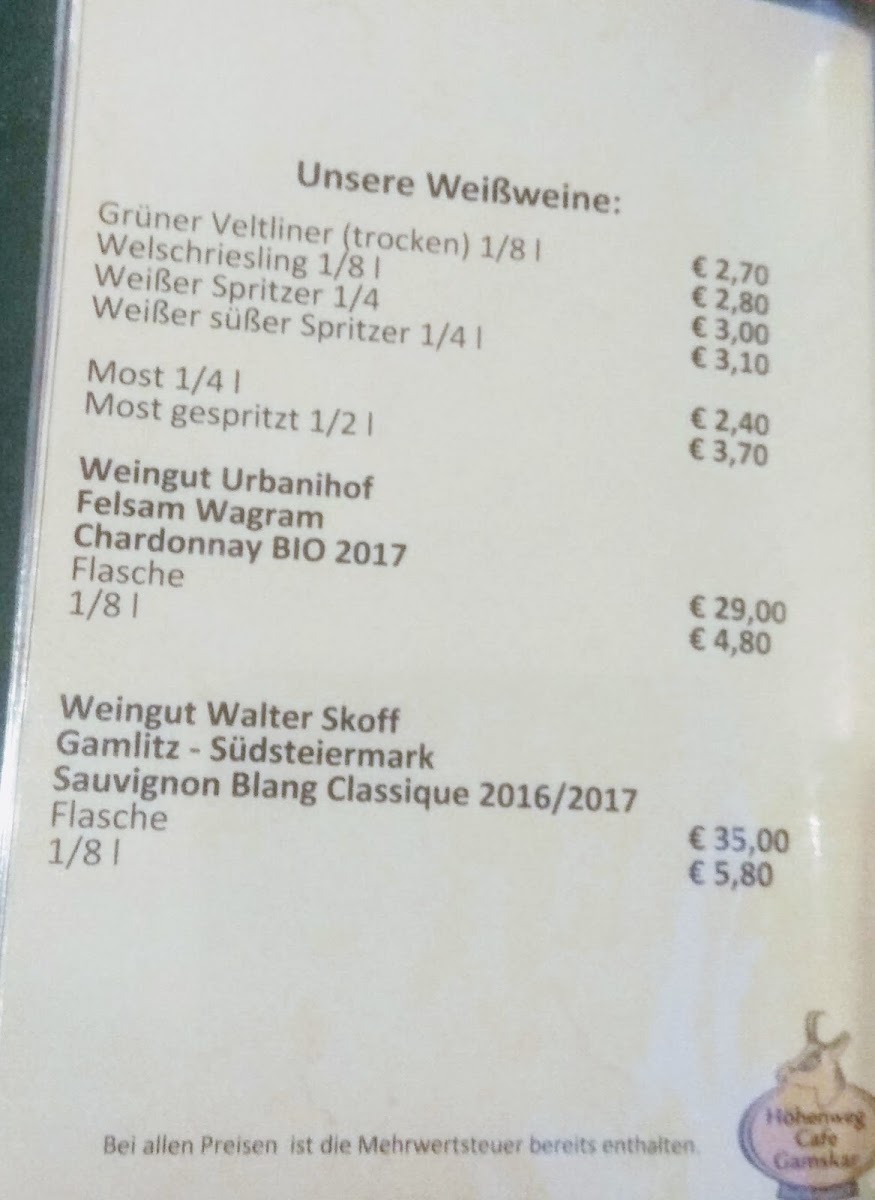 Unsere Weißweine:
Grüner Veltliner (trocken) 1/8 l € 2,70
Welschriesling 1/8 l € 2,80
Weißer Spritzer 1/4 € 3,00
Weißer süßer Spritzer 1/4 l € 3,10
Most 1/4 l € 2,40
Most gespritzt 1/2 l € 3,70
Weingut Urbanihof
Felsam Wagram
Chardonnay BIO 2017
Flasche € 29,00
1/8 l € 4,80
Weingut Walter Skoff
Gamlitz - Südsteiermark
Sauvignon Blang Classique 2016/2017
Flasche € 35,00
1/8 l € 5,80
Bei allen Preisen ist die Mehrwertsteuer bereits enthalten.
Höhenweg
Cafe
Gamskar